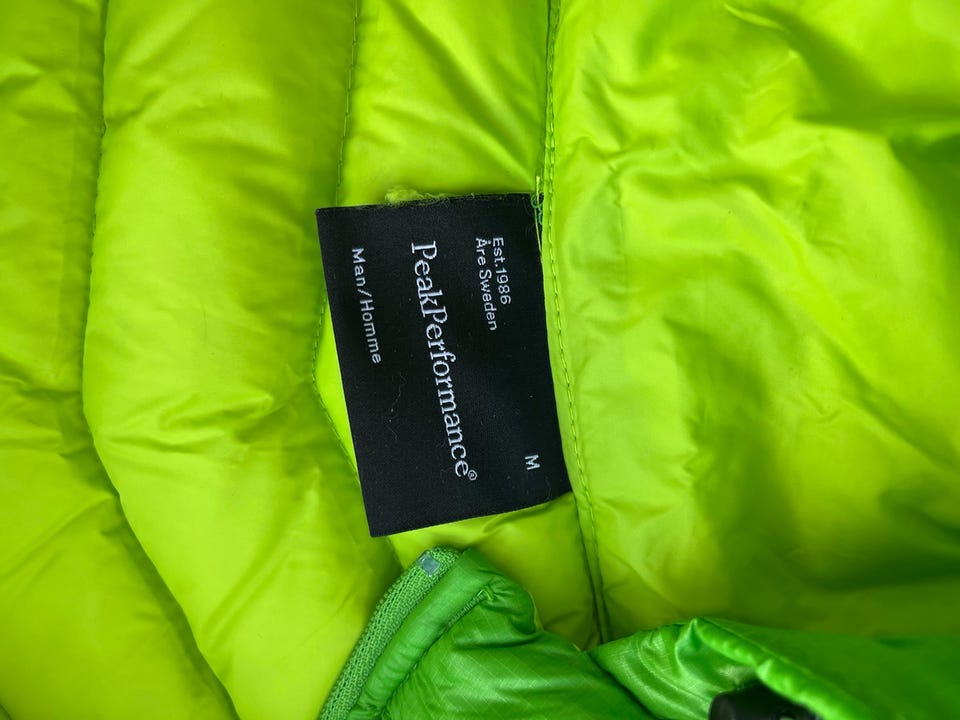 Est.1986
Åre Sweden
M
PeakPerformance®
Man/Homme